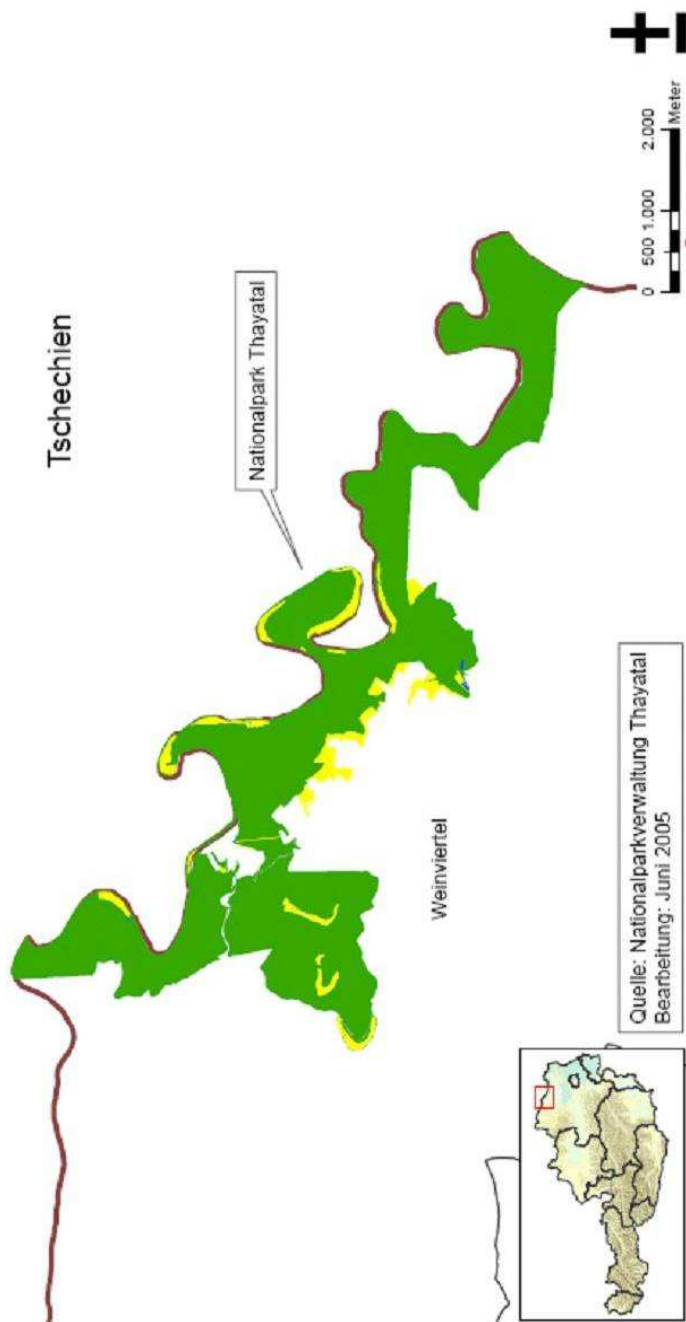 Tschechien
Nationalpark Thayatal
Weinviertel
Quelle: Nationalparkverwaltung Thayatal
Bearbeitung: Juni 2005
0 500 1.000 2.000
Meter